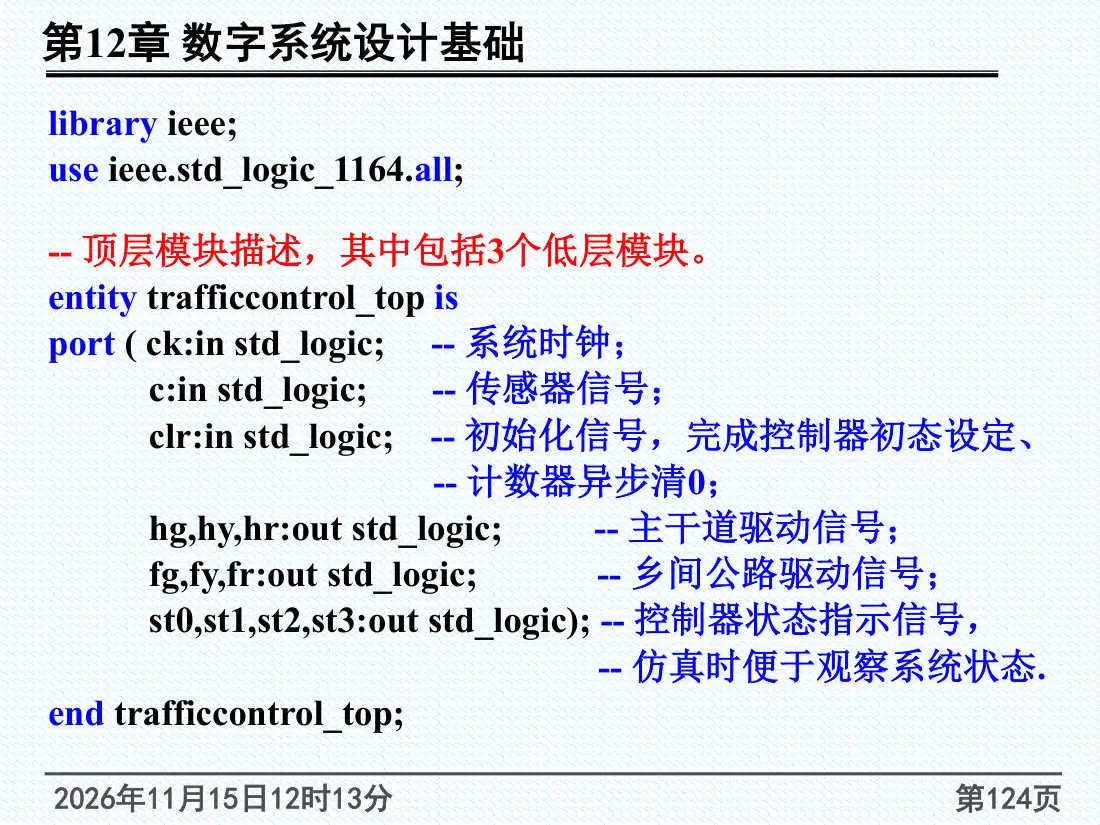 第12章 数字系统设计基础
library ieee;
use ieee.std_logic_1164.all;
-- 顶层模块描述，其中包括3个低层模块。
entity trafficcontrol_top is
port ( ck:in std_logic; -- 系统时钟；
c:in std_logic; -- 传感器信号；
clr:in std_logic; -- 初始化信号，完成控制器初态设定、
-- 计数器异步清0；
hg,hy,hr:out std_logic; -- 主干道驱动信号；
fg,fy,fr:out std_logic; -- 乡间公路驱动信号；
st0,st1,st2,st3:out std_logic); -- 控制器状态指示信号，
-- 仿真时便于观察系统状态.
end trafficcontrol_top;
2026年11月15日12时13分 第124页